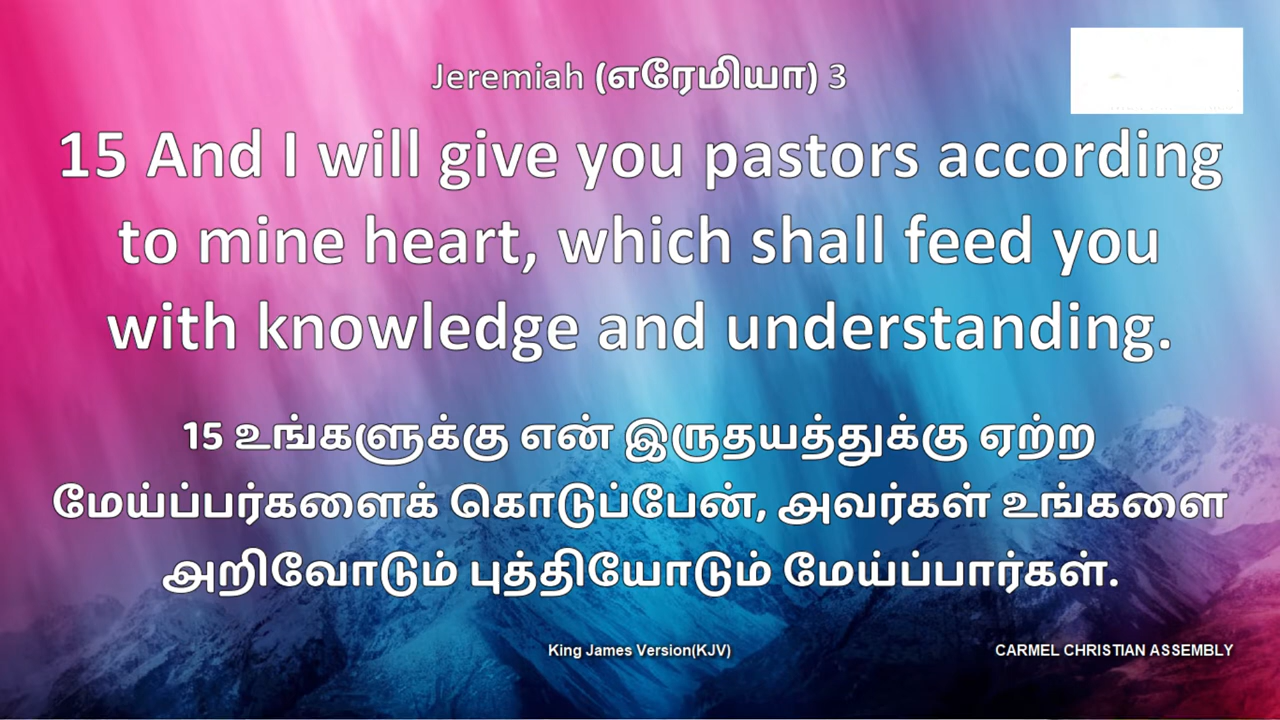 Jeremiah (எரேமியா) 3
15 And I will give you pastors according
to mine heart, which shall feed you
with knowledge and understanding.
15 உங்களுக்கு என் இருதயத்துக்கு ஏற்ற
மேய்ப்பர்களைக் கொடுப்பேன், அவர்கள் உங்களை
அறிவோடும் புத்தியோடும் மேய்ப்பார்கள்.
King James Version(KJV)
CARMEL CHRISTIAN ASSEMBLY